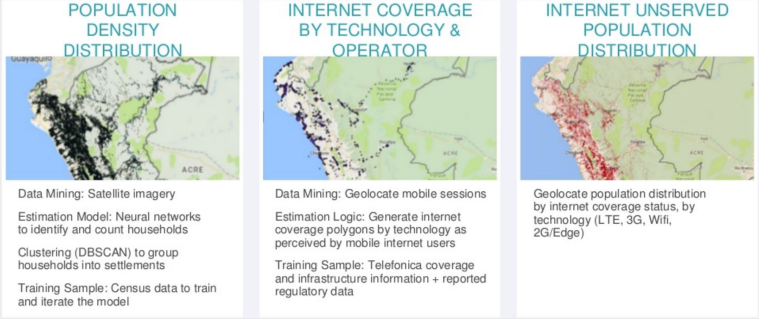 POPULATION
DENSITY
DISTRIBUTION
Guayaquil
ACRE
Data Mining: Satellite imagery
Estimation Model: Neural networks
to identify and count households
Clustering (DBSCAN) to group
households into settlements
Training Sample: Census data to train
and iterate the model
INTERNET COVERAGE
BY TECHNOLOGY &
OPERATOR
ACRE
Data Mining: Geolocate mobile sessions
Estimation Logic: Generate internet
coverage polygons by technology as
perceived by mobile internet users
Training Sample: Telefonica coverage
and infrastructure information + reported
regulatory data
INTERNET UNSERVED
POPULATION
DISTRIBUTION
ACRE
Geolocate population distribution
by internet coverage status, by
technology (LTE, 3G, Wifi,
2G/Edge)